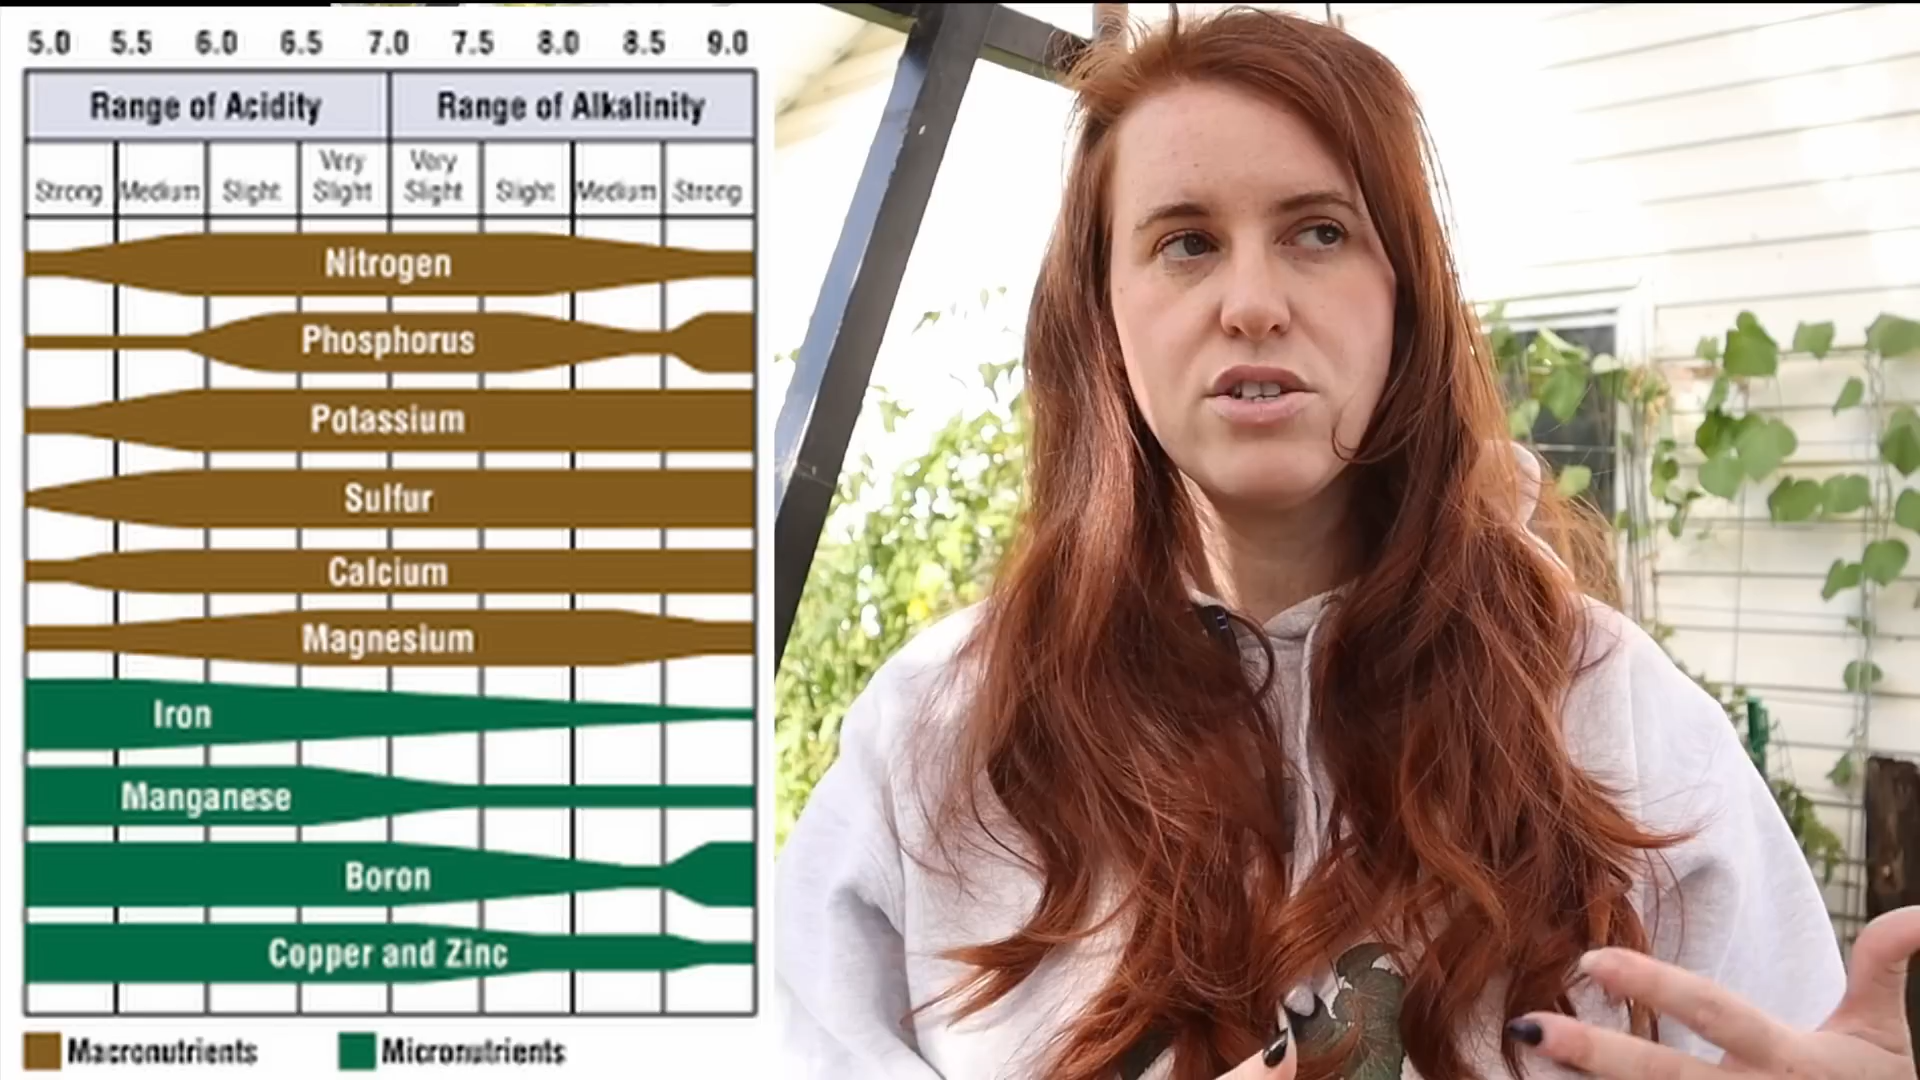 5.0 5.5 6.0 6.5 7.0 7.5 8.0 8.5 9.0
Range of Acidity Range of Alkalinity
Strong Medium Slight Very Slight Very Slight Slight Medium Strong
Nitrogen
Phosphorus
Potassium
Sulfur
Calcium
Magnesium
Iron
Manganese
Boron
Copper and Zinc
Macronutrients Micronutrients